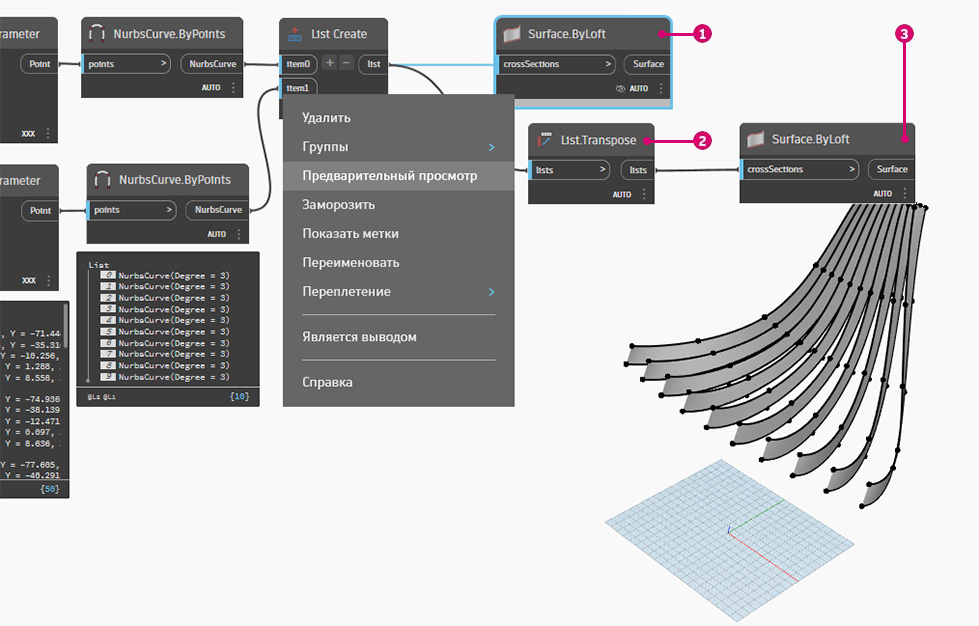 rameter
Point
xxx
NurbsCurve.ByPoints
points
>
NurbsCurve
AUTO
List Create
item0
+
−
list
item1
Surface.ByLoft
crossSections
>
Surface
AUTO
1
3
List.Transpose
lists
>
lists
AUTO
2
Surface.ByLoft
crossSections
>
Surface
AUTO
rameter
Point
xxx
NurbsCurve.ByPoints
points
>
NurbsCurve
AUTO
Удалить
Группы
Предварительный просмотр
Заморозить
Показать метки
Переименовать
Переплетение
Является выводом
Справка
List
0 NurbsCurve(Degree = 3)
1 NurbsCurve(Degree = 3)
2 NurbsCurve(Degree = 3)
3 NurbsCurve(Degree = 3)
4 NurbsCurve(Degree = 3)
5 NurbsCurve(Degree = 3)
6 NurbsCurve(Degree = 3)
7 NurbsCurve(Degree = 3)
8 NurbsCurve(Degree = 3)
9 NurbsCurve(Degree = 3)
@L2 @L1
{10}
, Y = -71.44
Y = -35.31
Y = -10.256,
Y = 1.288,
Y = 8.558,
Y = -74.936
Y = -38.139
Y = -12.471
Y = 0.097,
Y = 8.636,
Y = -77.605,
Y = -40.291
{50}